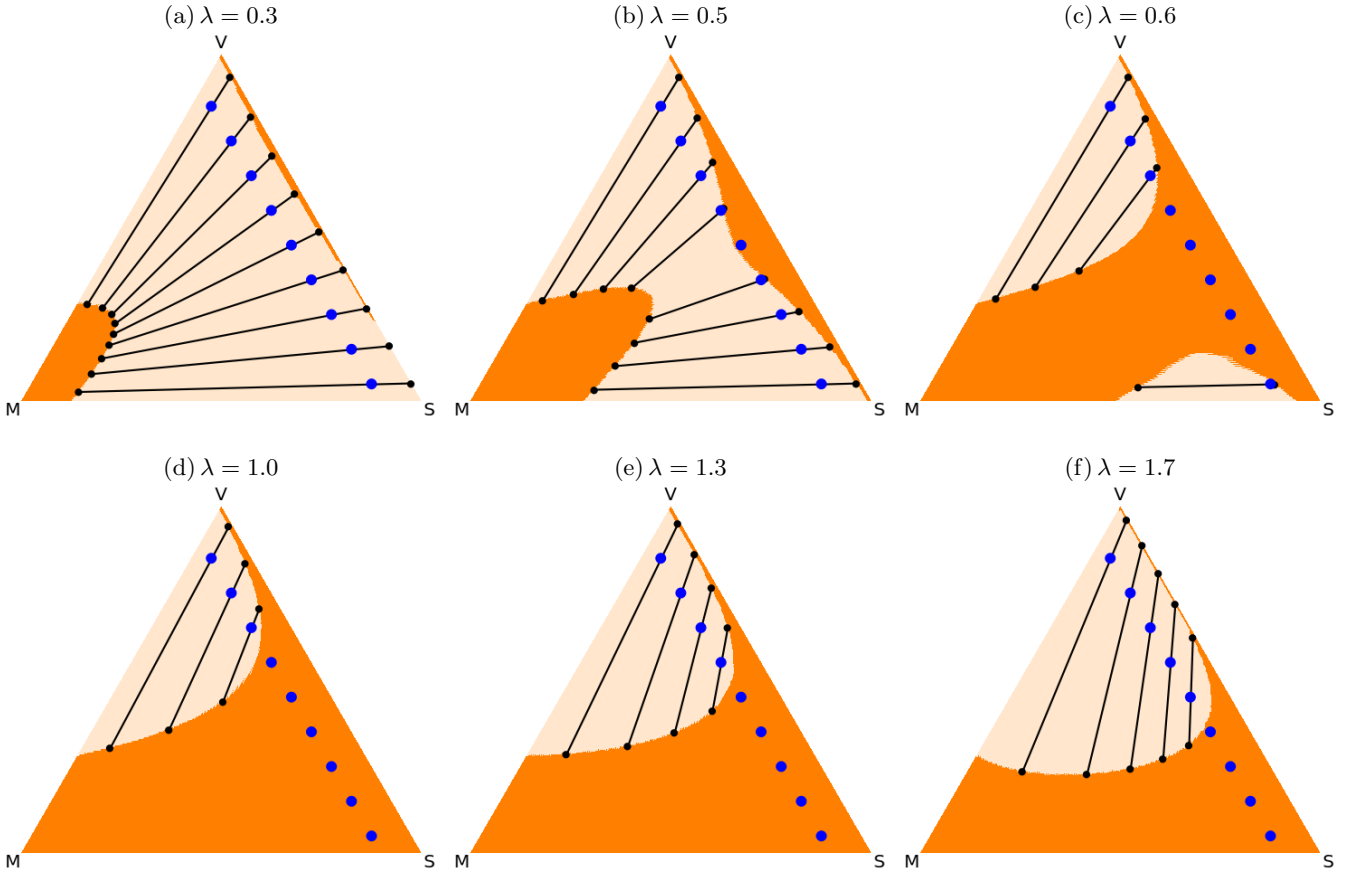 (a) λ = 0.3
(b) λ = 0.5
(c) λ = 0.6
V
V
V
M
S
M
S
M
S
(d) λ = 1.0
(e) λ = 1.3
(f) λ = 1.7
V
V
V
M
S
M
S
M
S